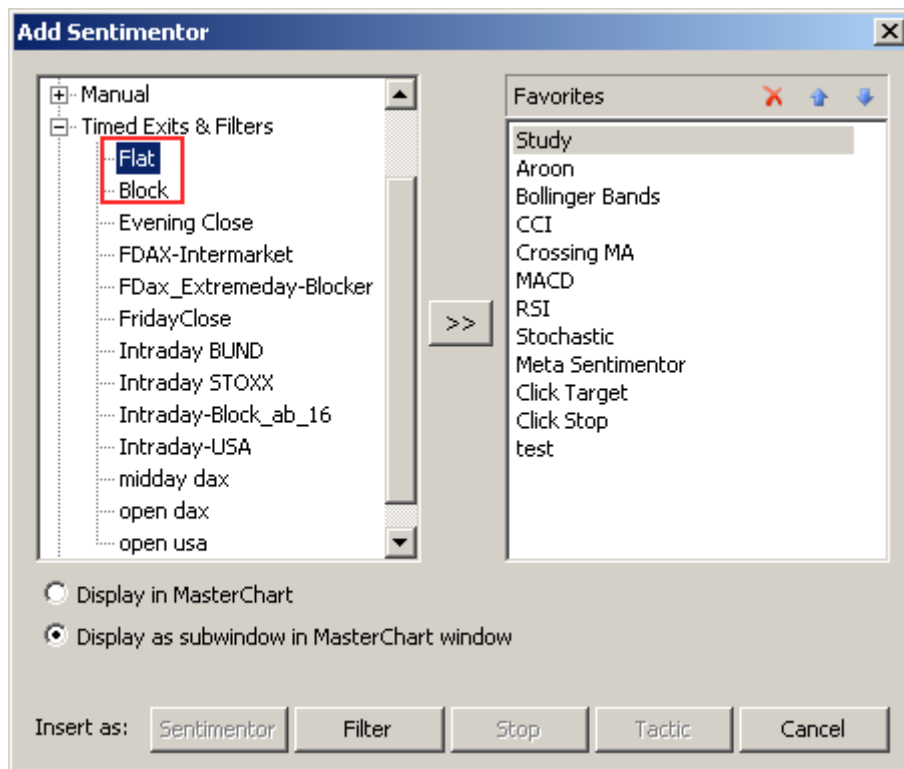 Add Sentimentor
Manual
Timed Exits & Filters
Flat
Block
Evening Close
FDAX-Intermarket
FDax_Extremeday-Blocker
FridayClose
Intraday BUND
Intraday STOXX
Intraday-Block_ab_16
Intraday-USA
midday dax
open dax
open usa
>>
Favorites
Study
Aroon
Bollinger Bands
CCI
Crossing MA
MACD
RSI
Stochastic
Meta Sentimentor
Click Target
Click Stop
test
Display in MasterChart
Display as subwindow in MasterChart window
Insert as: Sentimentor Filter Stop Tactic Cancel